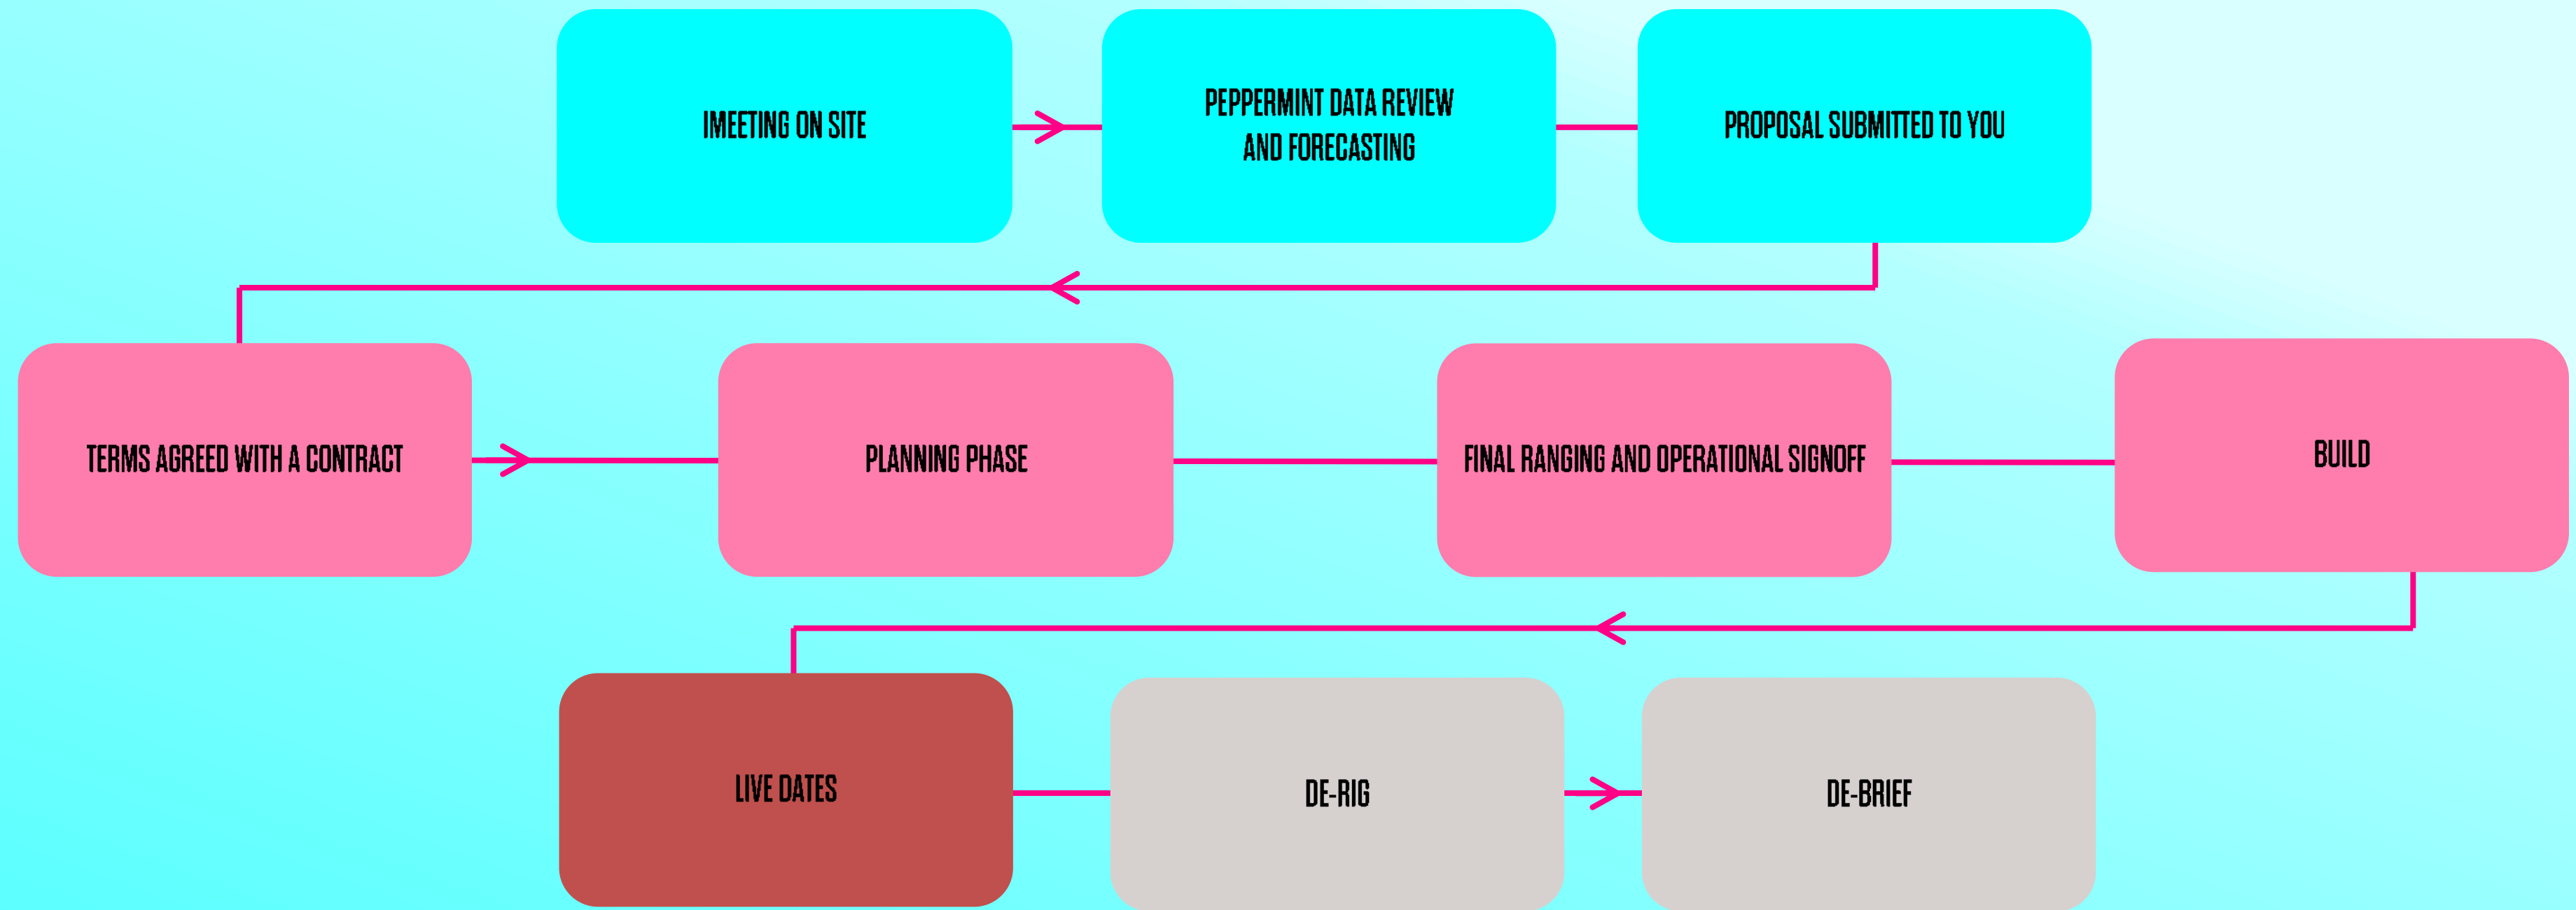 IMEETING ON SITE
PEPPERMINT DATA REVIEW
AND FORECASTING
PROPOSAL SUBMITTED TO YOU
TERMS AGREED WITH A CONTRACT
PLANNING PHASE
FINAL RANGING AND OPERATIONAL SIGNOFF
BUILD
LIVE DATES
DE-RIG
DE-BRIEF